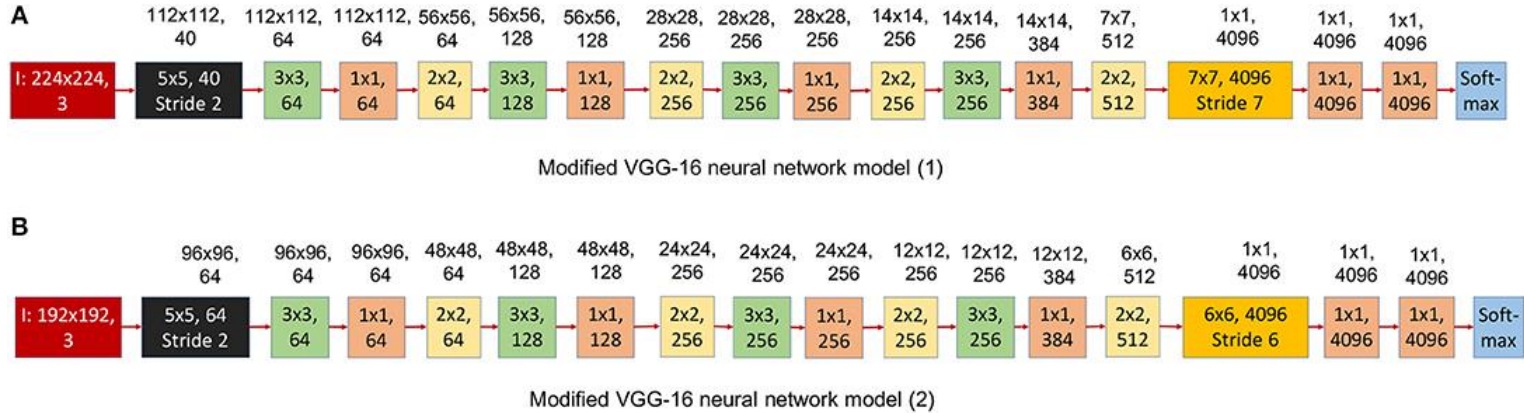 A
112x112,
40
112x112,
64
112x112,
64
56x56,
64
56x56,
128
56x56,
128
28x28,
256
28x28,
256
28x28,
256
14x14,
256
14x14,
256
14x14,
384
7x7,
512
1x1,
4096
1x1,
4096
1x1,
4096
I: 224x224,
3
5x5, 40
Stride 2
3x3,
64
1x1,
64
2x2,
64
3x3,
128
1x1,
128
2x2,
256
3x3,
256
1x1,
256
2x2,
256
3x3,
256
1x1,
384
2x2,
512
7x7, 4096
Stride 7
1x1,
4096
1x1,
4096
Soft-
max
Modified VGG-16 neural network model (1)
B
96x96,
64
96x96,
64
96x96,
64
48x48,
64
48x48,
128
48x48,
128
24x24,
256
24x24,
256
24x24,
256
12x12,
256
12x12,
256
12x12,
384
6x6,
512
1x1,
4096
1x1,
4096
1x1,
4096
I: 192x192,
3
5x5, 64
Stride 2
3x3,
64
1x1,
64
2x2,
64
3x3,
128
1x1,
128
2x2,
256
3x3,
256
1x1,
256
2x2,
256
3x3,
256
1x1,
384
2x2,
512
6x6, 4096
Stride 6
1x1,
4096
1x1,
4096
Soft-
max
Modified VGG-16 neural network model (2)